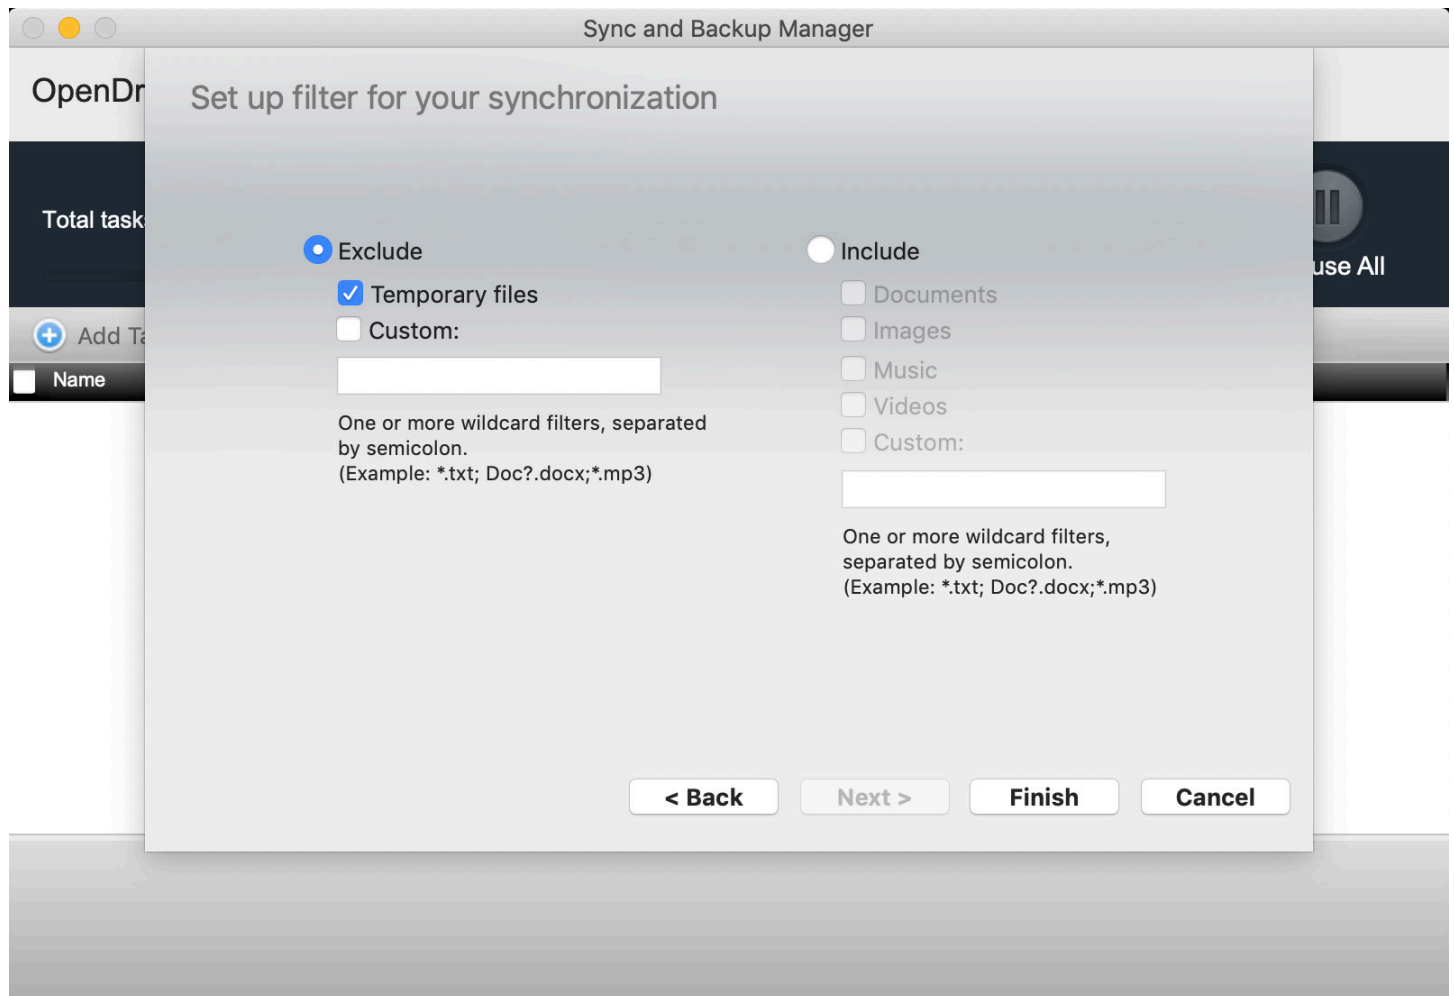 Sync and Backup Manager
OpenDr
Set up filter for your synchronization
Total task
use All
Add Ta
Name
Exclude
Temporary files
Custom:
One or more wildcard filters, separated
by semicolon.
(Example: *.txt; Doc?.docx;*.mp3)
Include
Documents
Images
Music
Videos
Custom:
One or more wildcard filters,
separated by semicolon.
(Example: *.txt; Doc?.docx;*.mp3)
< Back
Next >
Finish
Cancel